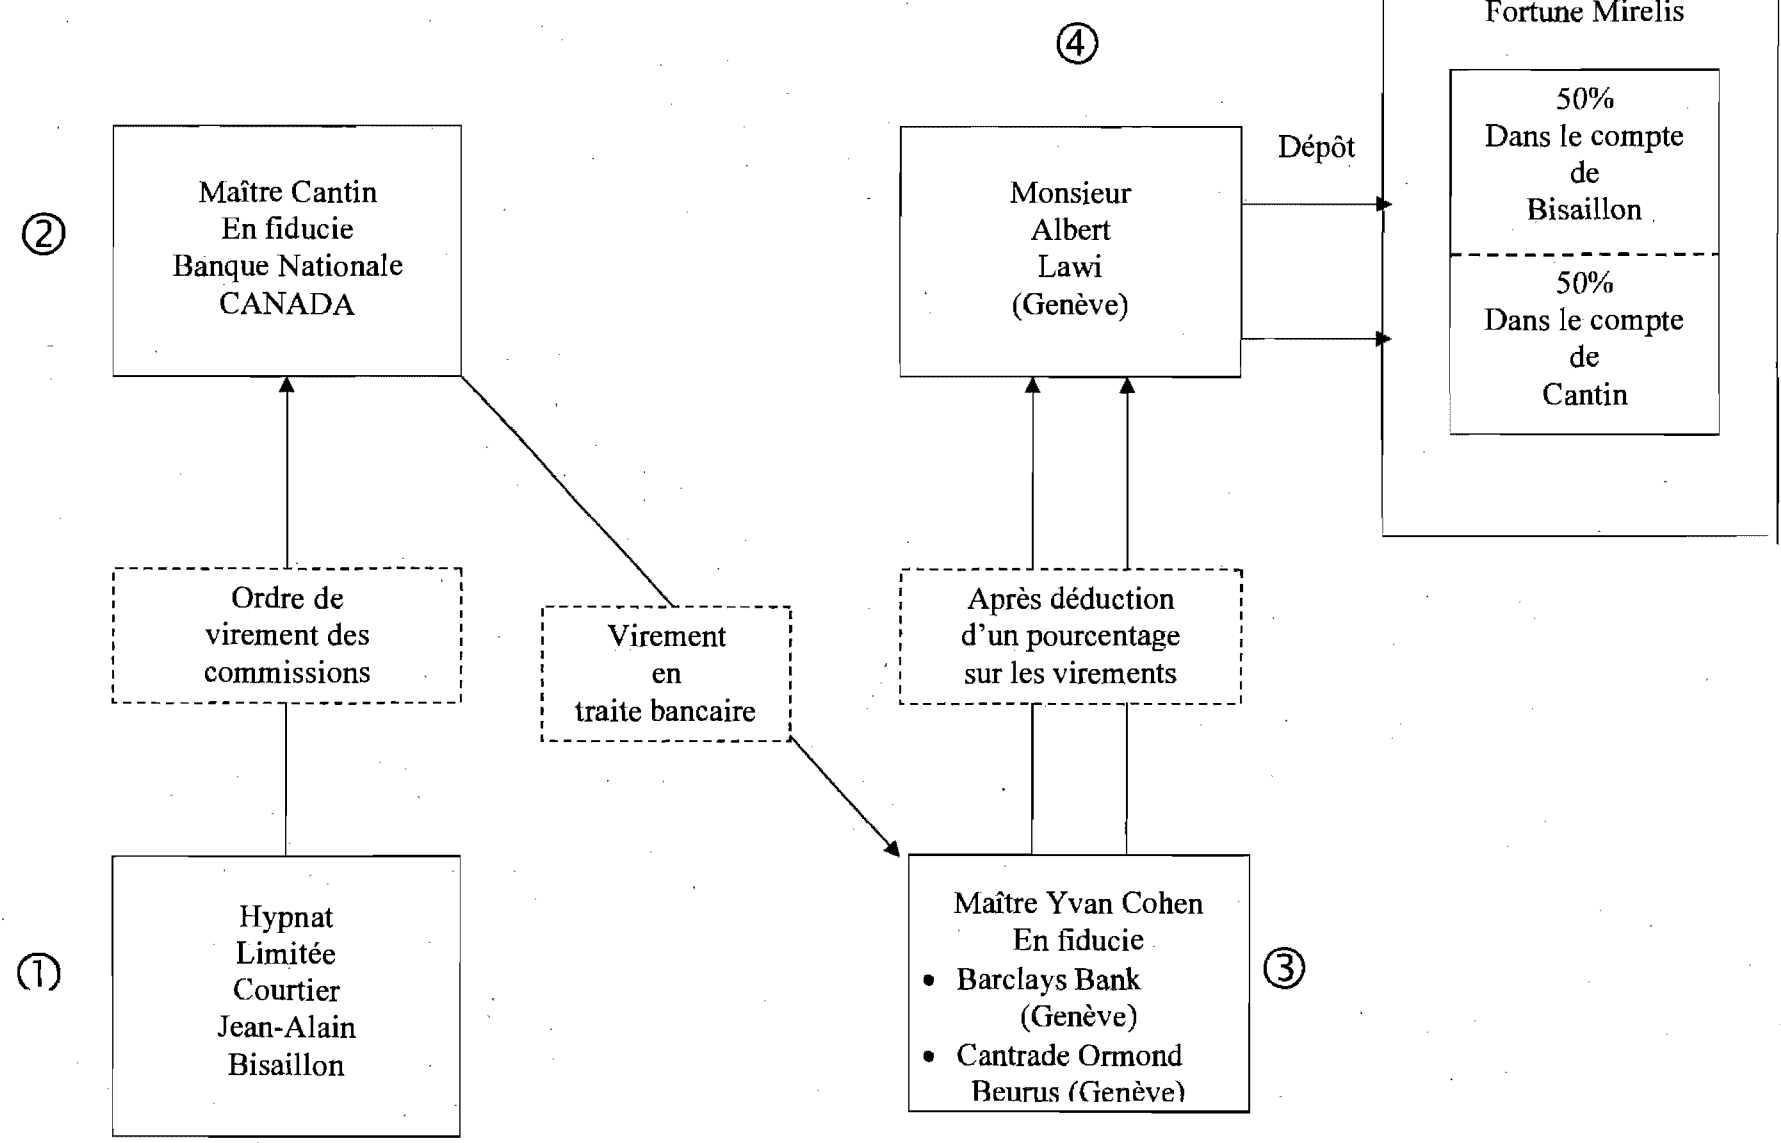 ①
Hypnat
Limitée
Courtier
Jean-Alain
Bisaillon
Ordre de
virement des
commissions
②
Maître Cantin
En fiducie
Banque Nationale
CANADA
Virement
en
traite bancaire
③
Maître Yvan Cohen
En fiducie
• Barclays Bank
(Genève)
• Cantrade Ormond
Beurus (Genève)
Après déduction
d'un pourcentage
sur les virements
④
Monsieur
Albert
Lawi
(Genève)
Dépôt
Fortune Mirelis
50%
Dans le compte
de
Bisaillon
50%
Dans le compte
de
Cantin